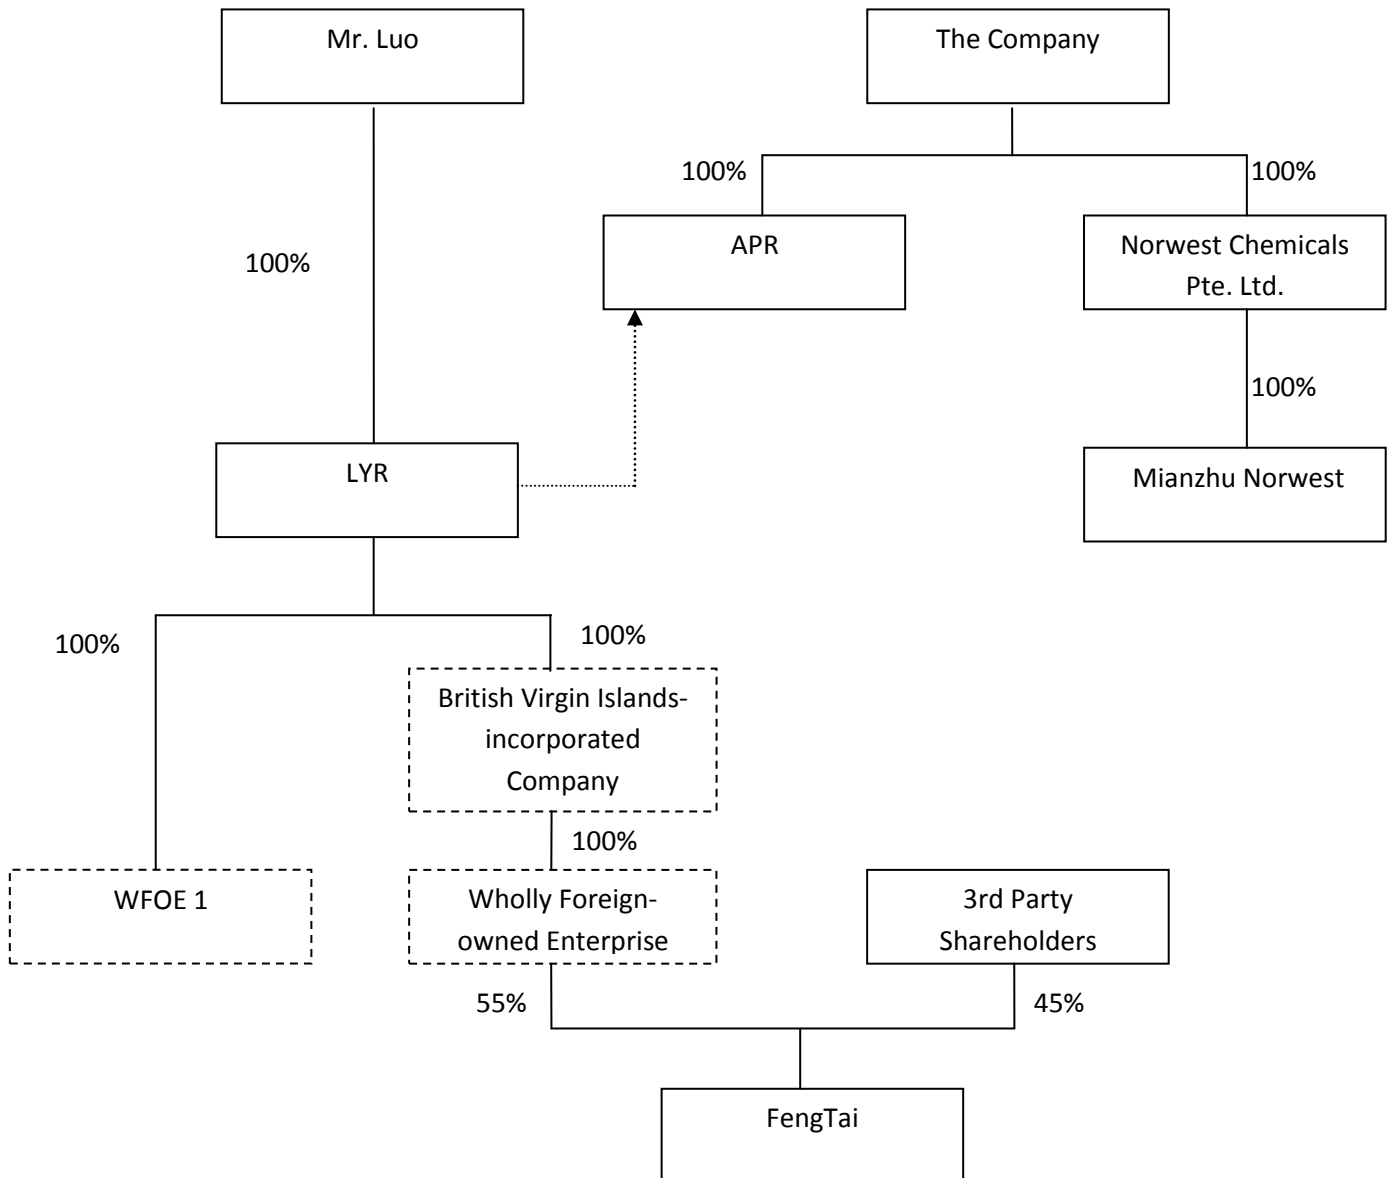 Mr. Luo
The Company
100%
100%
100%
APR
Norwest Chemicals
Pte. Ltd.
100%
LYR
Mianzhu Norwest
100%
100%
British Virgin Islands-
incorporated
Company
100%
WFOE 1
Wholly Foreign-
owned Enterprise
3rd Party
Shareholders
55%
45%
FengTai